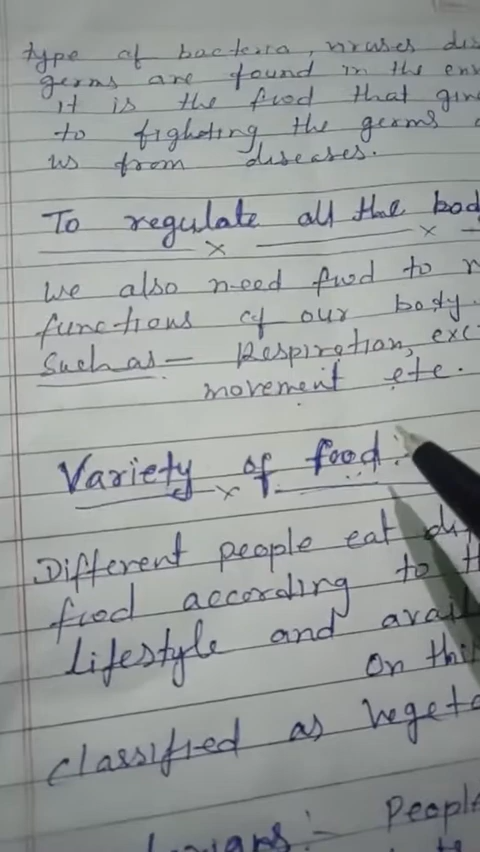 type of bacteria, viruses
germs are found in the
it is the food that
to fighting the germs
us from diseases.
To regulate all the
We also need food to
functions of our body.
Such as — Respiration,
movement etc.
Variety of food:
Different people eat
food according to
lifestyle and
On
classified as
People